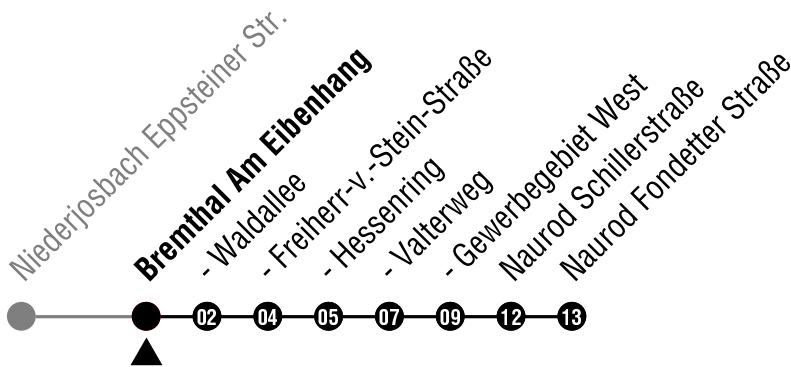 Niederjosbach Eppsteiner Str.
Bremthal Am Eibenhang
- Waldallee
- Freiherr-v.-Stein-Straße
- Hessenring
- Valterweg
- Gewerbegebiet West
Naurod Schillerstraße
Naurod Fondetter Straße
02 04 05 07 09 12 13